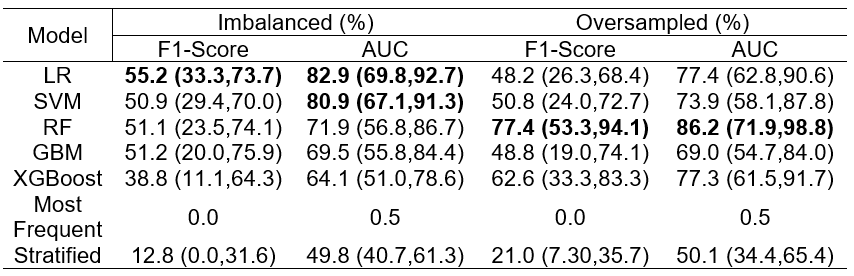 Model Imbalanced (%) Oversampled (%)
F1-Score AUC F1-Score AUC
LR 55.2 (33.3,73.7) 82.9 (69.8,92.7) 48.2 (26.3,68.4) 77.4 (62.8,90.6)
SVM 50.9 (29.4,70.0) 80.9 (67.1,91.3) 50.8 (24.0,72.7) 73.9 (58.1,87.8)
RF 51.1 (23.5,74.1) 71.9 (56.8,86.7) 77.4 (53.3,94.1) 86.2 (71.9,98.8)
GBM 51.2 (20.0,75.9) 69.5 (55.8,84.4) 48.8 (19.0,74.1) 69.0 (54.7,84.0)
XGBoost 38.8 (11.1,64.3) 64.1 (51.0,78.6) 62.6 (33.3,83.3) 77.3 (61.5,91.7)
Most
Frequent 0.0 0.5 0.0 0.5
Stratified 12.8 (0.0,31.6) 49.8 (40.7,61.3) 21.0 (7.30,35.7) 50.1 (34.4,65.4)